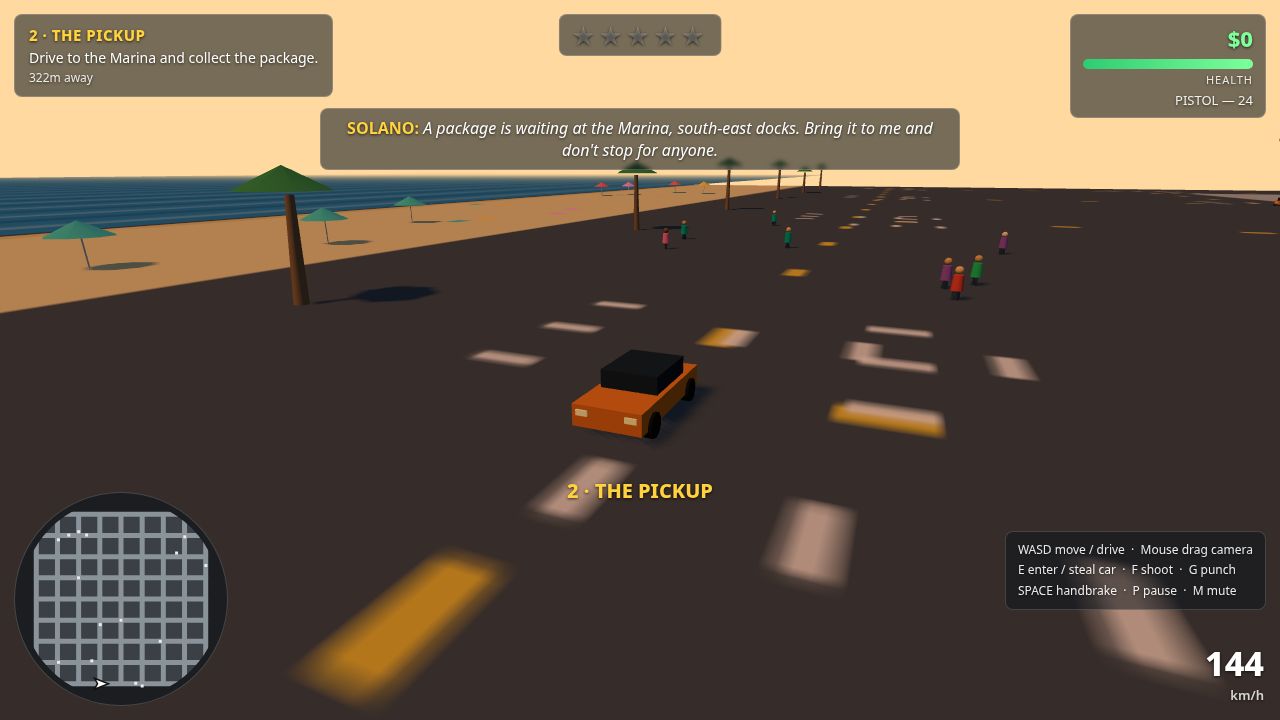 2 · THE PICKUP
Drive to the Marina and collect the package.
322m away
$0
HEALTH
PISTOL — 24
SOLANO: A package is waiting at the Marina, south-east docks. Bring it to me and
don't stop for anyone.
2 · THE PICKUP
WASD move / drive · Mouse drag camera
E enter / steal car · F shoot · G punch
SPACE handbrake · P pause · M mute
144
km/h